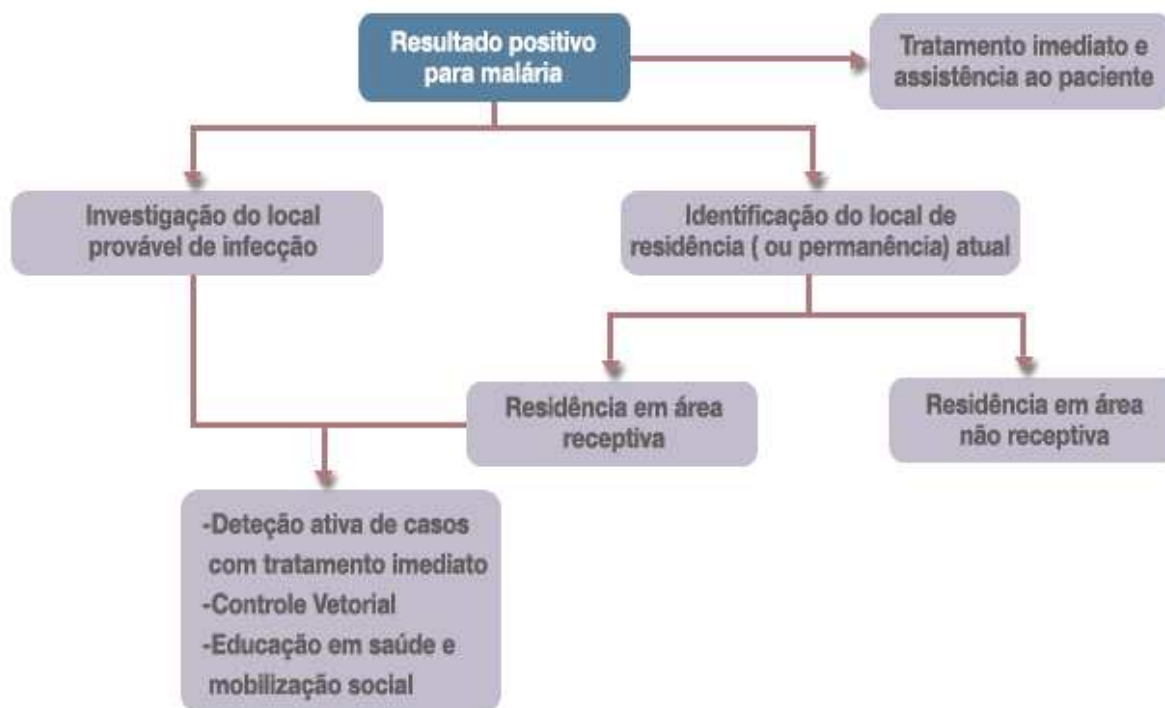 Resultado positivo
para malária
Tratamento imediato e
assistência ao paciente
Investigação do local
provável de infecção
Identificação do local de
residência ( ou permanência) atual
Residência em área
receptiva
Residência em área
não receptiva
-Deteção ativa de casos
com tratamento imediato
-Controle Vetorial
-Educação em saúde e
mobilização social